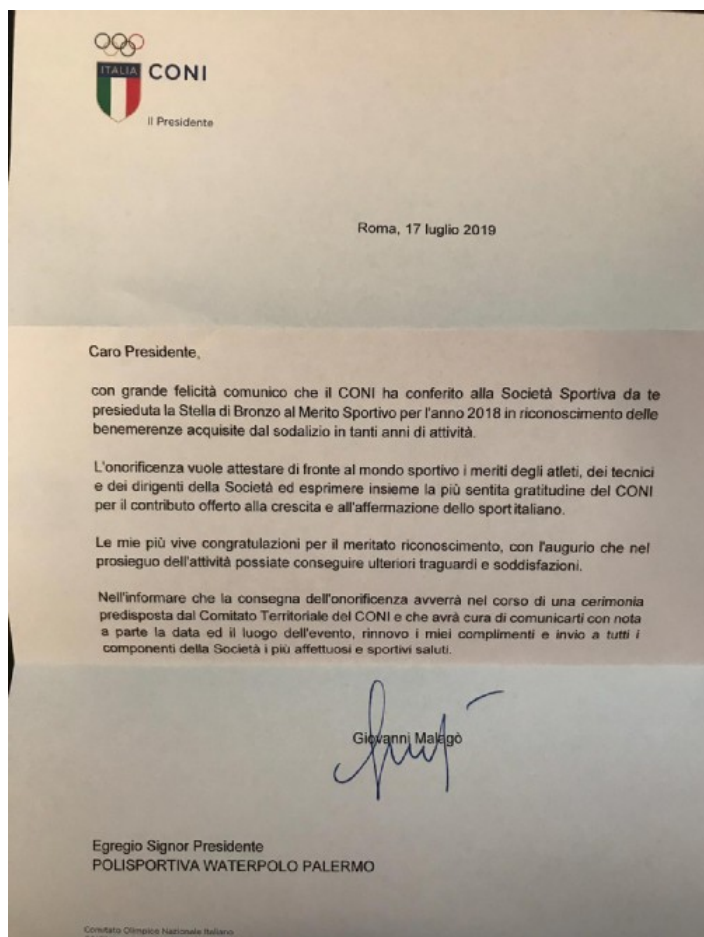 ITALIA CONI
Il Presidente
Roma, 17 luglio 2019
Caro Presidente,
con grande felicità comunico che il CONI ha conferito alla Società Sportiva da te
presieduta la Stella di Bronzo al Merito Sportivo per l'anno 2018 in riconoscimento delle
benemerenze acquisite dal sodalizio in tanti anni di attività.
L'onorificenza vuole attestare di fronte al mondo sportivo i meriti degli atleti, dei tecnici
e dei dirigenti della Società ed esprimere insieme la più sentita gratitudine del CONI
per il contributo offerto alla crescita e all'affermazione dello sport italiano.
Le mie più vive congratulazioni per il meritato riconoscimento, con l'augurio che nel
prosieguo dell'attività possiate conseguire ulteriori traguardi e soddisfazioni.
Nell'informare che la consegna dell'onorificenza avverrà nel corso di una cerimonia
predisposta dal Comitato Territoriale del CONI e che avrà cura di comunicarti con nota
a parte la data ed il luogo dell'evento, rinnovo i miei complimenti e invio a tutti i
componenti della Società i più affettuosi e sportivi saluti.
Giovanni Malagò
Egregio Signor Presidente
POLISPORTIVA WATERPOLO PALERMO
Comitato Olimpico Nazionale Italiano